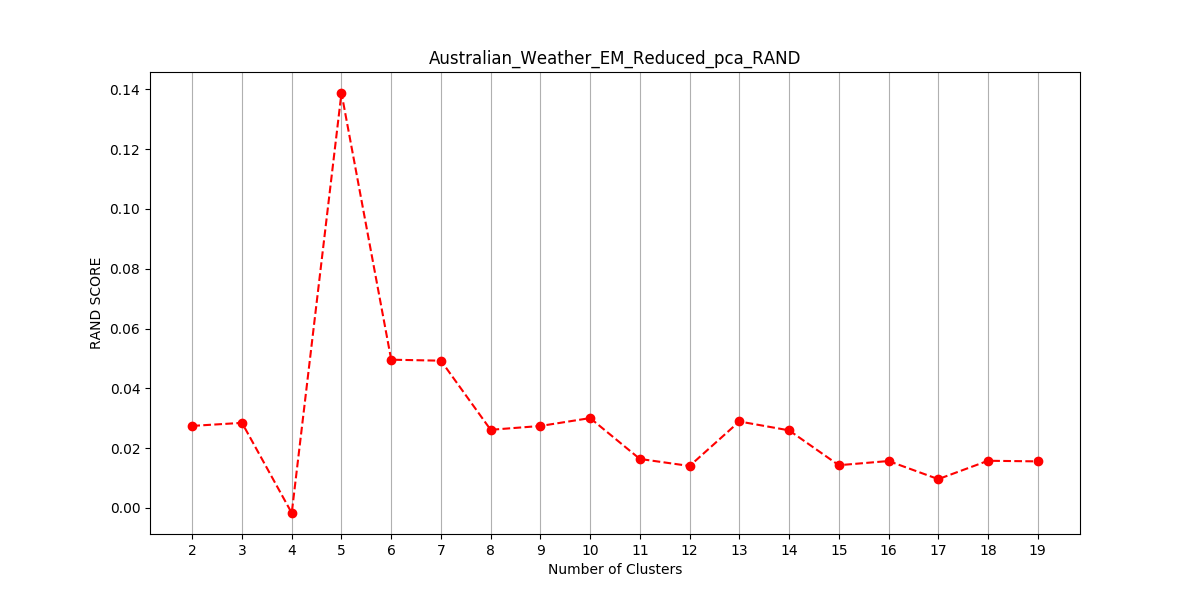 Australian_Weather_EM_Reduced_pca_RAND
RAND SCORE
0.14
0.12
0.10
0.08
0.06
0.04
0.02
0.00
2 3 4 5 6 7 8 9 10 11 12 13 14 15 16 17 18 19
Number of Clusters